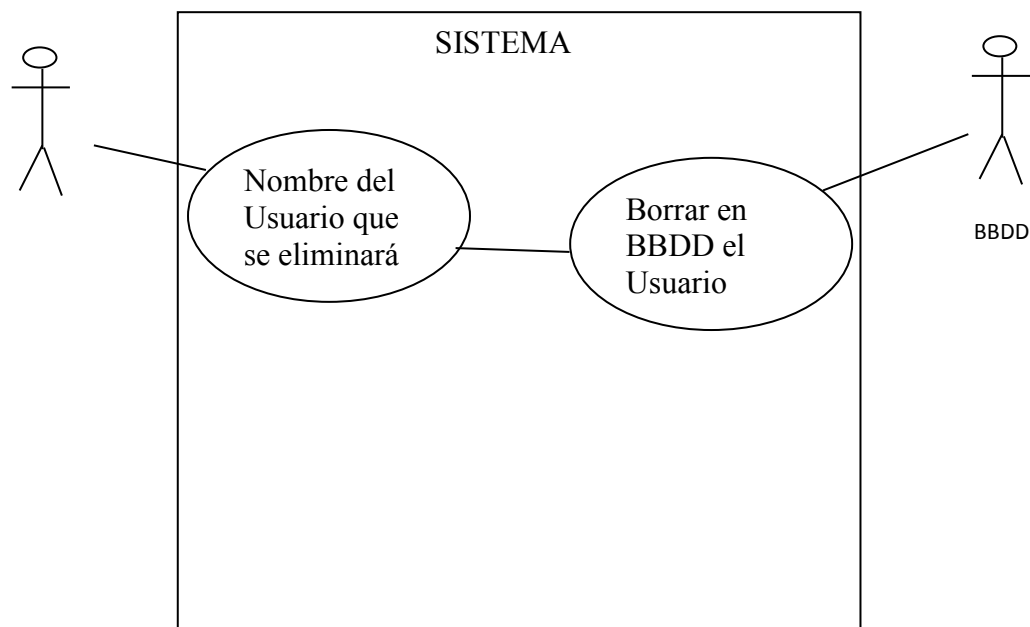 SISTEMA
Nombre del
Usuario que
se eliminará
Borrar en
BBDD el
Usuario
BBDD